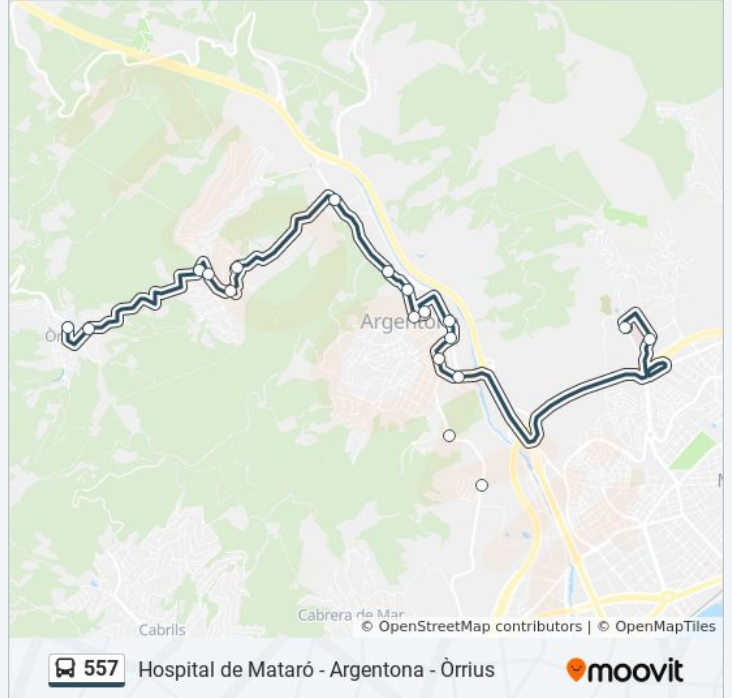 Argentona
Cabrera de Mar
Cabrils
© OpenStreetMap contributors | © OpenMapTiles
557 Hospital de Mataró - Argentona - Òrrius
moovit